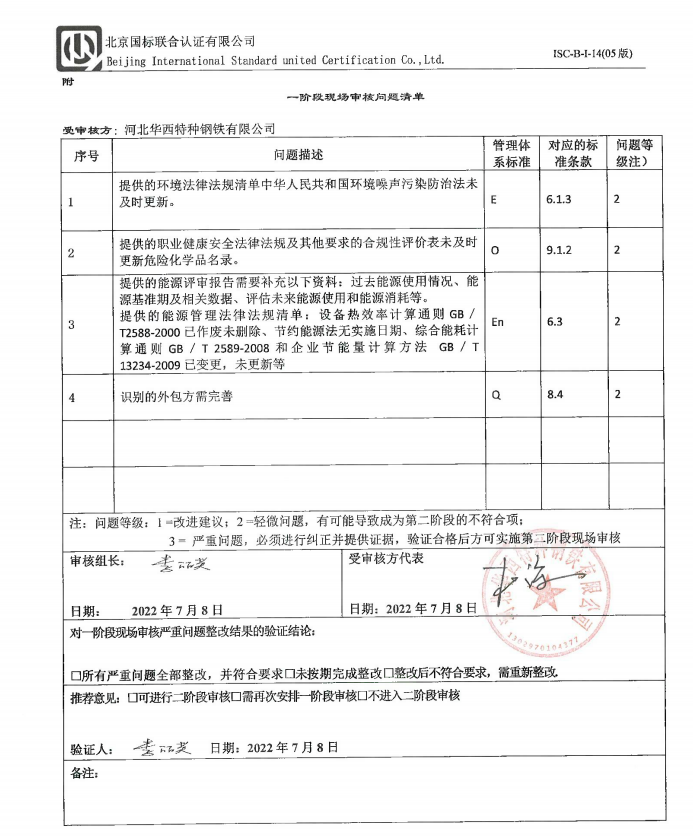 北京国标联合认证有限公司
Beijing International Standard united Certification Co.,Ltd.
ISC-B-I-14(05 版)
附
一阶段现场审核问题清单
受审核方：河北华西特种钢铁有限公司
序号 问题描述 管理体系标准 对应的标准条款 问题等级注）
1 提供的环境法律法规清单中华人民共和国环境噪声污染防治法未
及时更新。 E 6.1.3 2
2 提供的职业健康安全法律法规及其他要求的合规性评价表未及时
更新危险化学品名录。 O 9.1.2 2
提供的能源评审报告需要补充以下资料：过去能源使用情况、能
源基准期及相关数据、评估未来能源使用和能源消耗等。
提供的能源管理法律法规清单：设备热效率计算通则 GB／
3 T2588-2000 已作废未删除、节约能源法无实施日期、综合能耗计 En 6.3 2
算通则 GB／T 2589-2008 和企业节能量计算方法 GB／T
13234-2009 已变更，未更新等
4 识别的外包方需完善 Q 8.4 2
注：问题等级：1=改进建议；2=轻微问题，有可能导致成为第二阶段的不符合项；
3= 严重问题，必须进行纠正并提供证据，验证合格后方可实施第二阶段现场审核
审核组长： 受审核方代表
日期： 2022 年 7 月 8 日 日期：2022 年 7 月 8 日
对一阶段现场审核严重问题整改结果的验证结论：
□所有严重问题全部整改，并符合要求□未按期完成整改□整改后不符合要求，需重新整改.
推荐意见：□可进行二阶段审核□需再次安排一阶段审核□不进入二阶段审核
验证人： 日期：2022 年 7 月 8 日
备注：